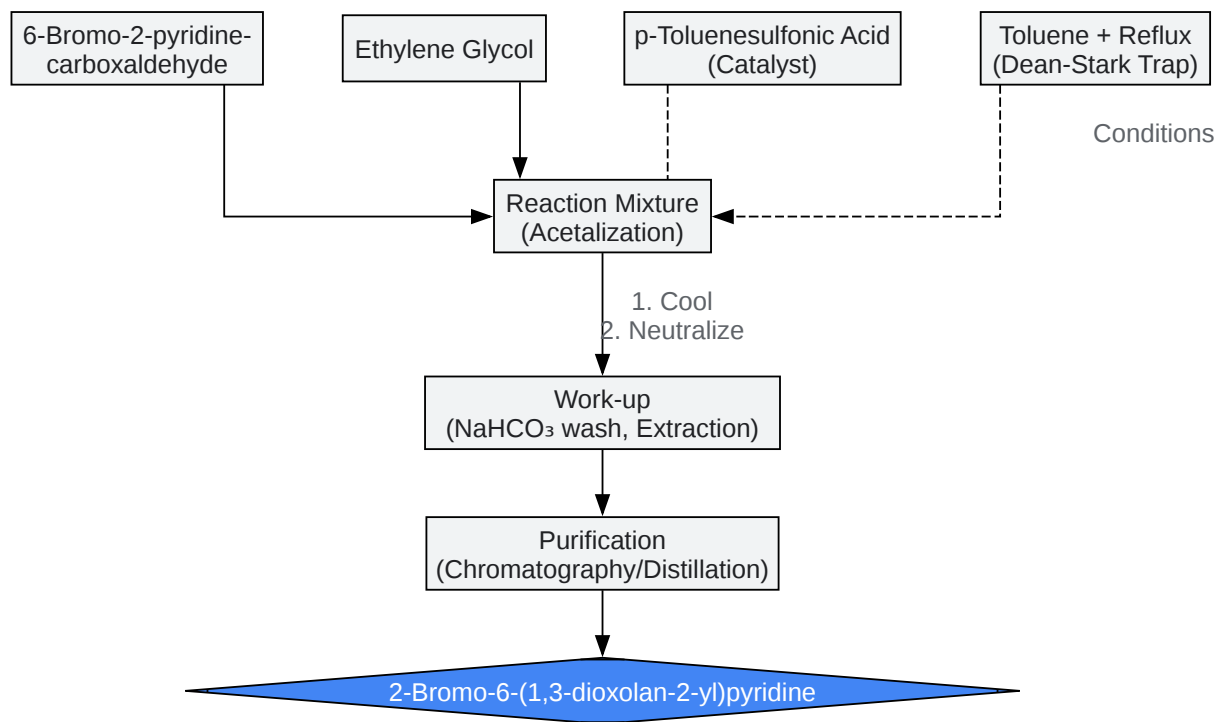 6-Bromo-2-pyridine-
carboxaldehyde
Ethylene Glycol
p-Toluenesulfonic Acid
(Catalyst)
Toluene + Reflux
(Dean-Stark Trap)
Conditions
Reaction Mixture
(Acetalization)
1. Cool
2. Neutralize
Work-up
(NaHCO₃ wash, Extraction)
Purification
(Chromatography/Distillation)
2-Bromo-6-(1,3-dioxolan-2-yl)pyridine